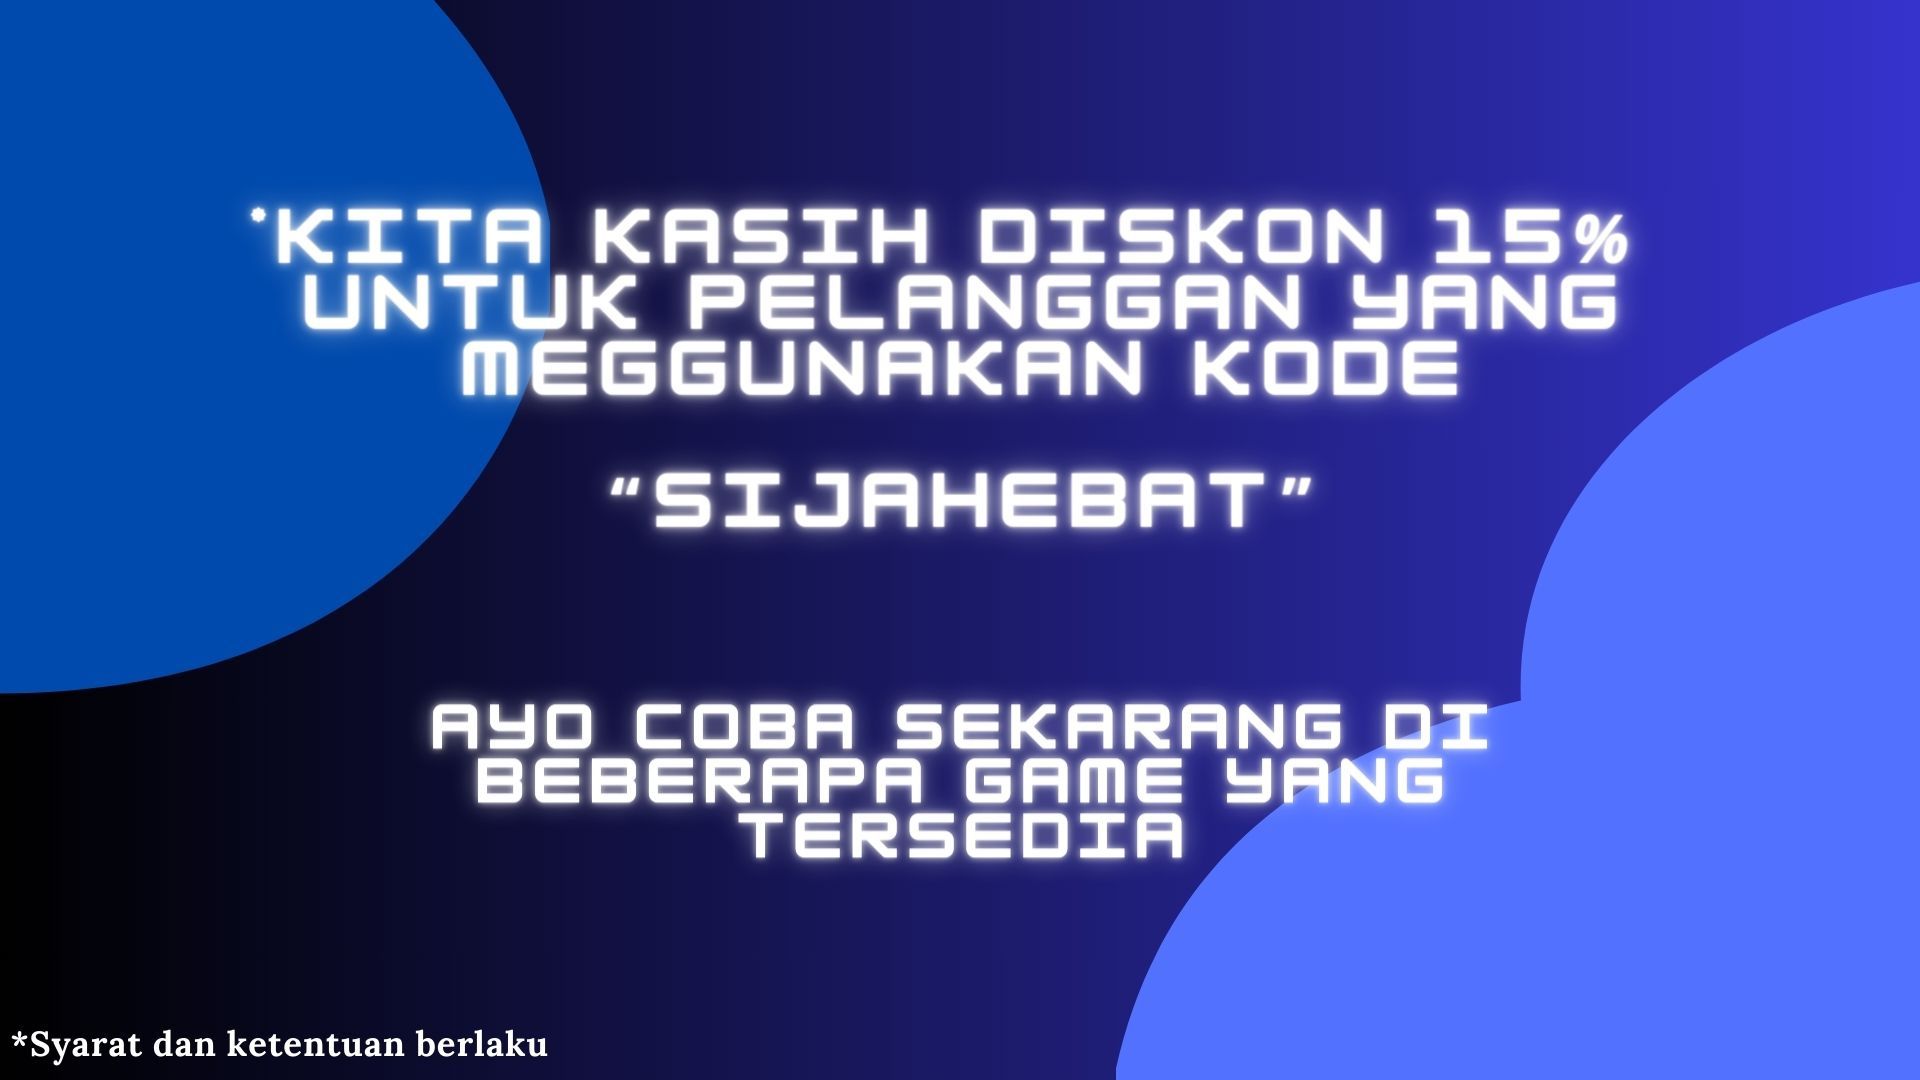 *KITA KASIH DISKON 15%
UNTUK PELANGGAN YANG
MEGGUNAKAN KODE
“SIJAHEBAT”
AYO COBA SEKARANG DI
BEBERAPA GAME YANG
TERSEDIA
*Syarat dan ketentuan berlaku